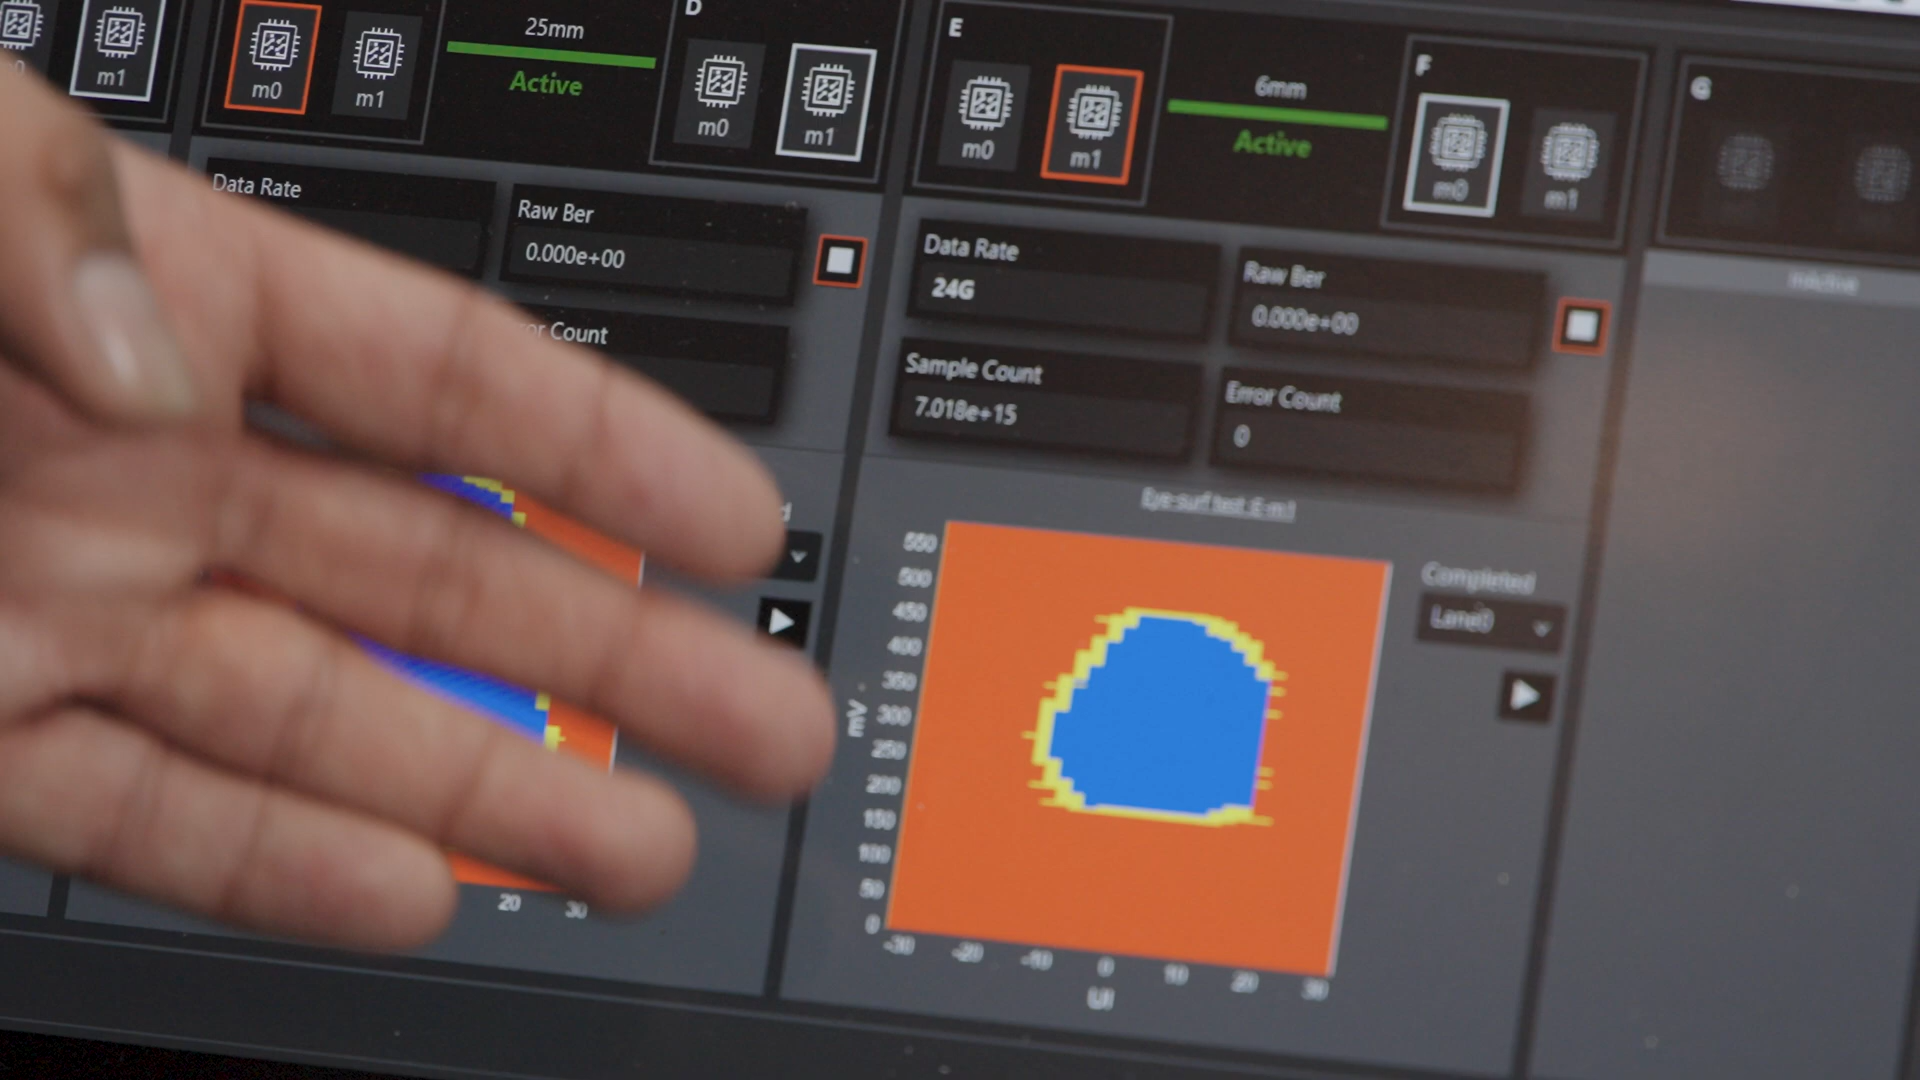 D
E
F
G
m1
m0
m1
25mm
Active
m0
m1
m0
m1
6mm
Active
m0
m1
Data Rate
Raw Ber
0.000e+00
Count
Data Rate
24G
Raw Ber
0.000e+00
Sample Count
7.018e+15
Error Count
0
Inactive
Completed
Lane0
mV
550
500
450
400
350
300
250
200
150
100
50
0
-30
-20
-10
0
10
20
30
UI
20
30